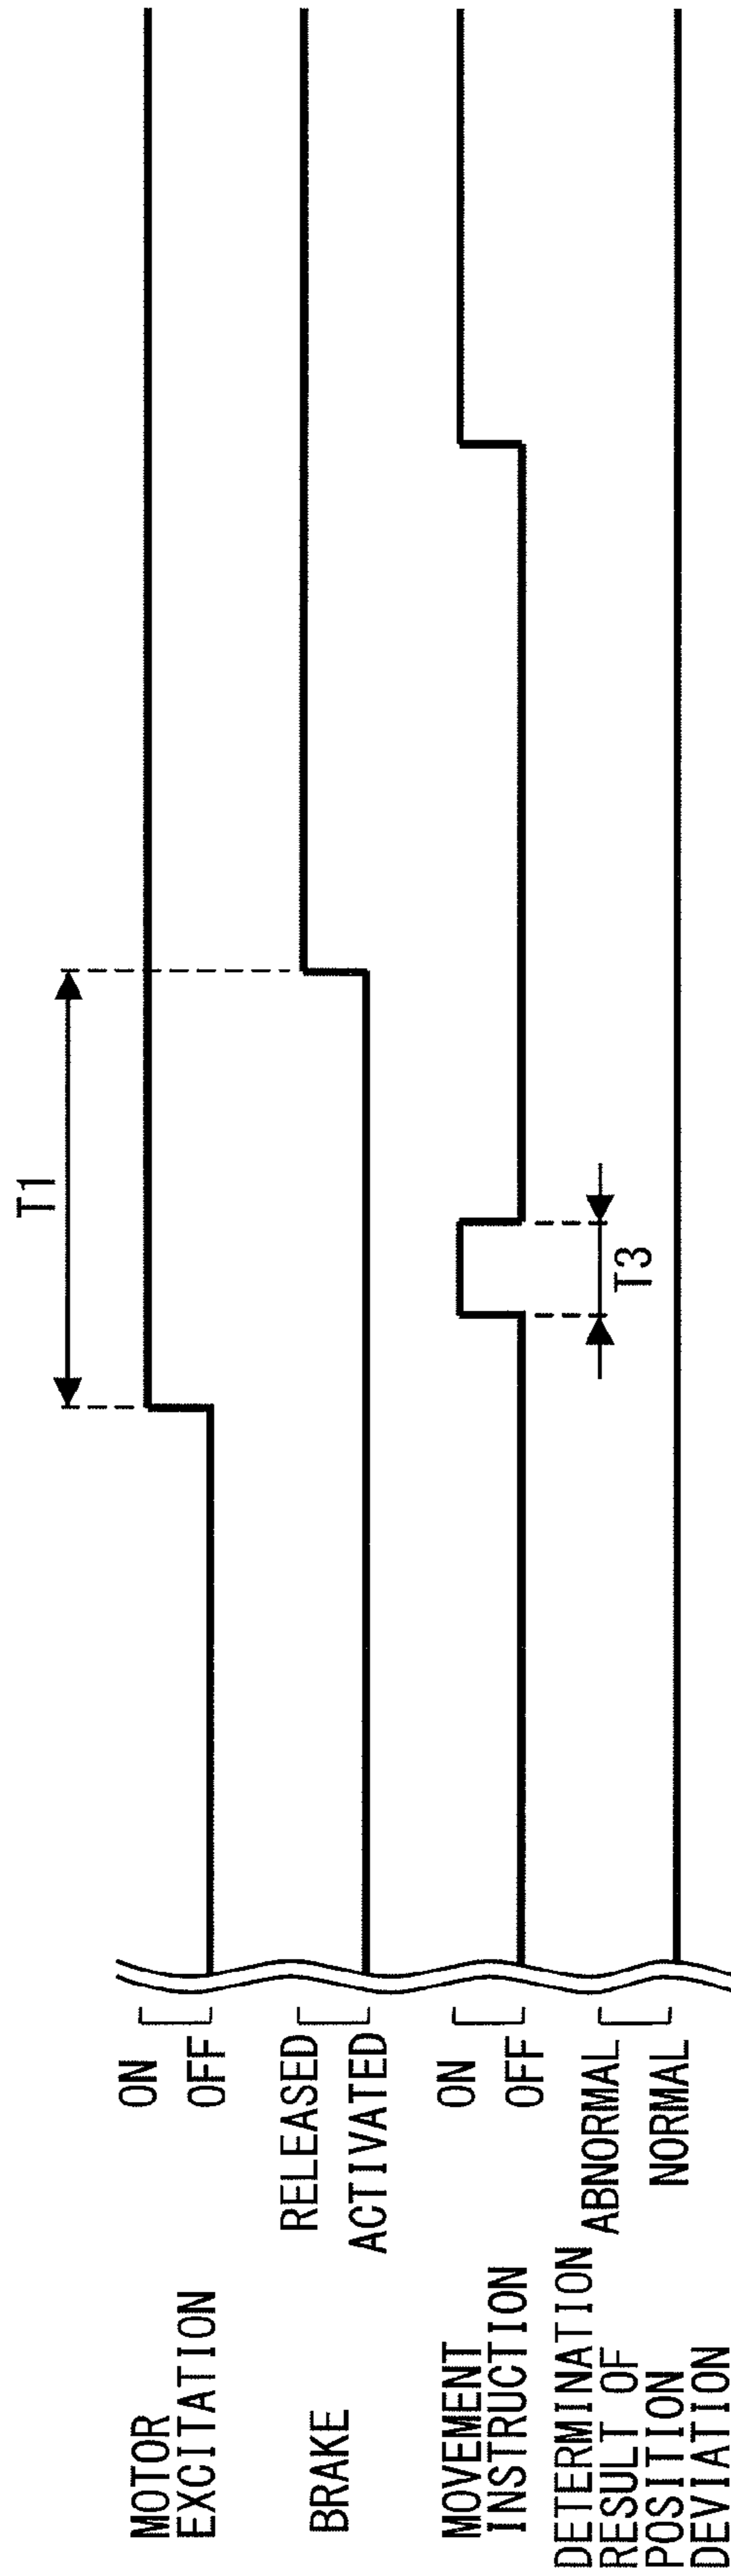 T1
MOTOR
EXCITATION
ON
OFF
BRAKE
RELEASED
ACTIVATED
MOVEMENT
INSTRUCTION
ON
OFF
T3
DETERMINATION
RESULT OF
POSITION
DEVIATION
ABNORMAL
NORMAL